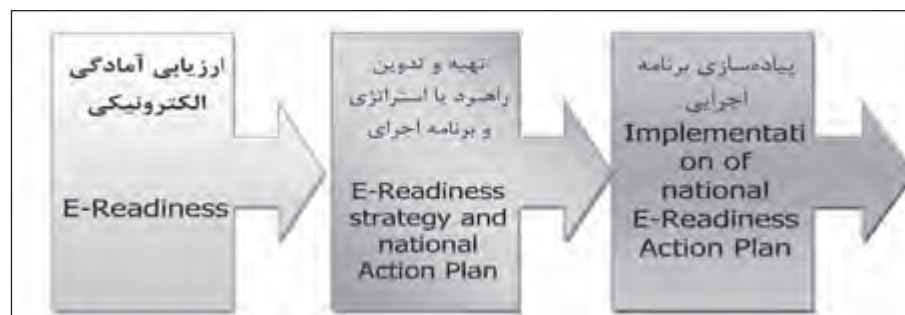 ارزیابی آمادگی
الکترونیکی
E-Readiness
تهیه و تدوین
راهبرد یا استراتژی
و برنامه اجرای
E-Readiness
strategy and
national
Action Plan
پیاده‌سازی برنامه
اجرایی
Implementati
on of
national
E-Readiness
Action Plan